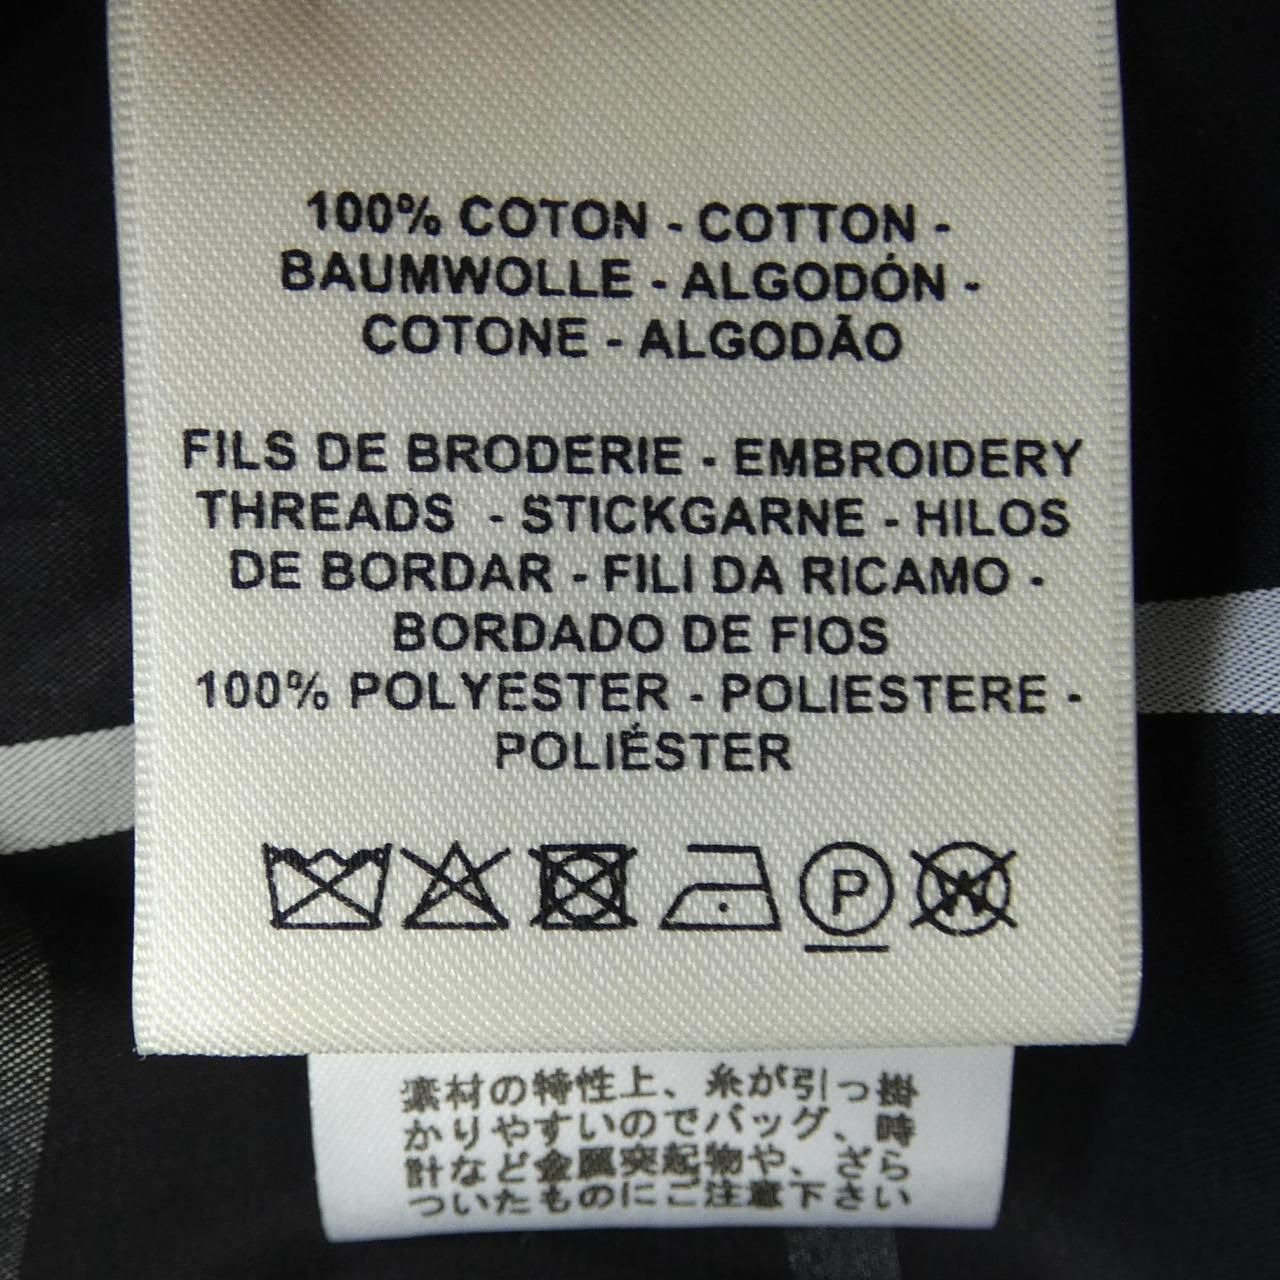 100% COTON - COTTON -
BAUMWOLLE - ALGODÓN -
COTONE - ALGODÃO
FILS DE BRODERIE - EMBROIDERY
THREADS - STICKGARNE - HILOS
DE BORDAR - FILI DA RICAMO -
BORDADO DE FIOS
100% POLYESTER - POLIESTERE -
POLIÉSTER
P W
素材の特性上、糸が引っ掛
かりやすいのでバッグ、時
計など金属突起物や、ざら
ついたものにご注意下さい